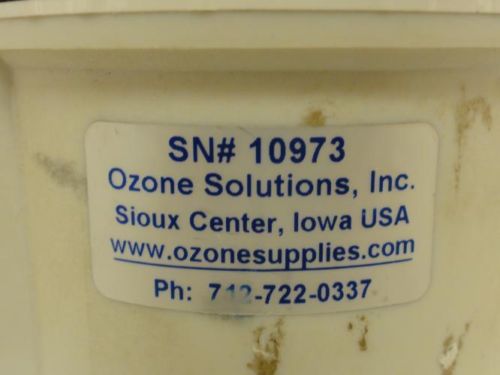 SN# 10973
Ozone Solutions, Inc.
Sioux Center, Iowa USA
www.ozonesupplies.com
Ph: 712-722-0337